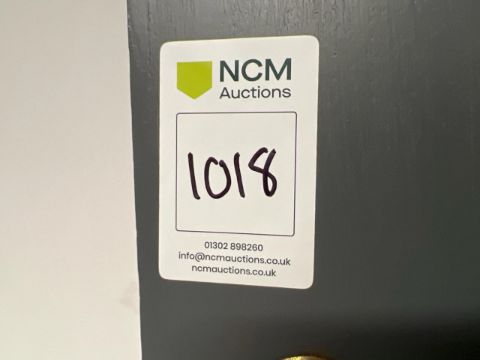 NCM
Auctions
1018
01302 898260
info@ncmauctions.co.uk
ncmauctions.co.uk